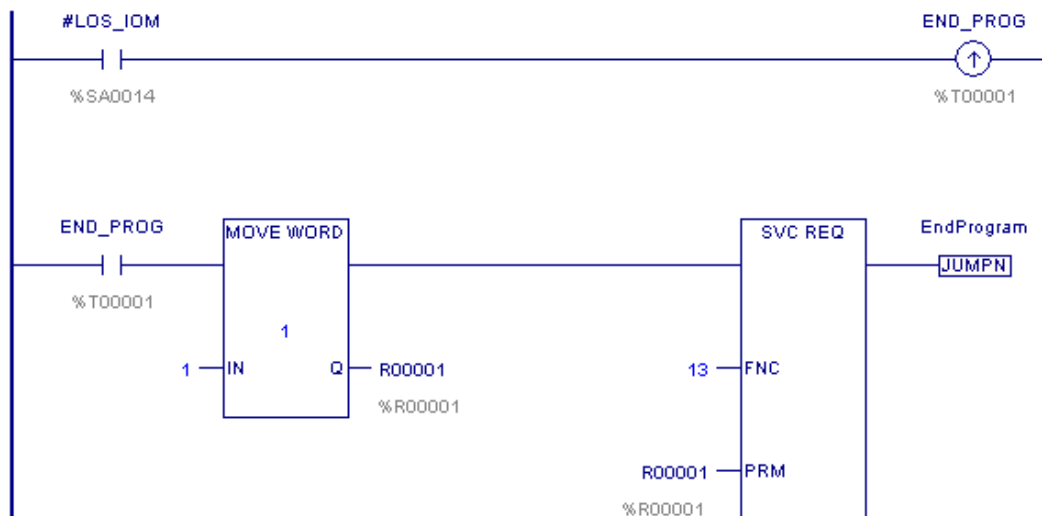 #LOS_IOM END_PROG
%SA0014 %T00001
END_PROG MOVE WORD SVC REQ EndProgram
JUMPN
%T00001
1
1 IN Q R00001 13 FNC
%R00001
R00001 PRM
%R00001